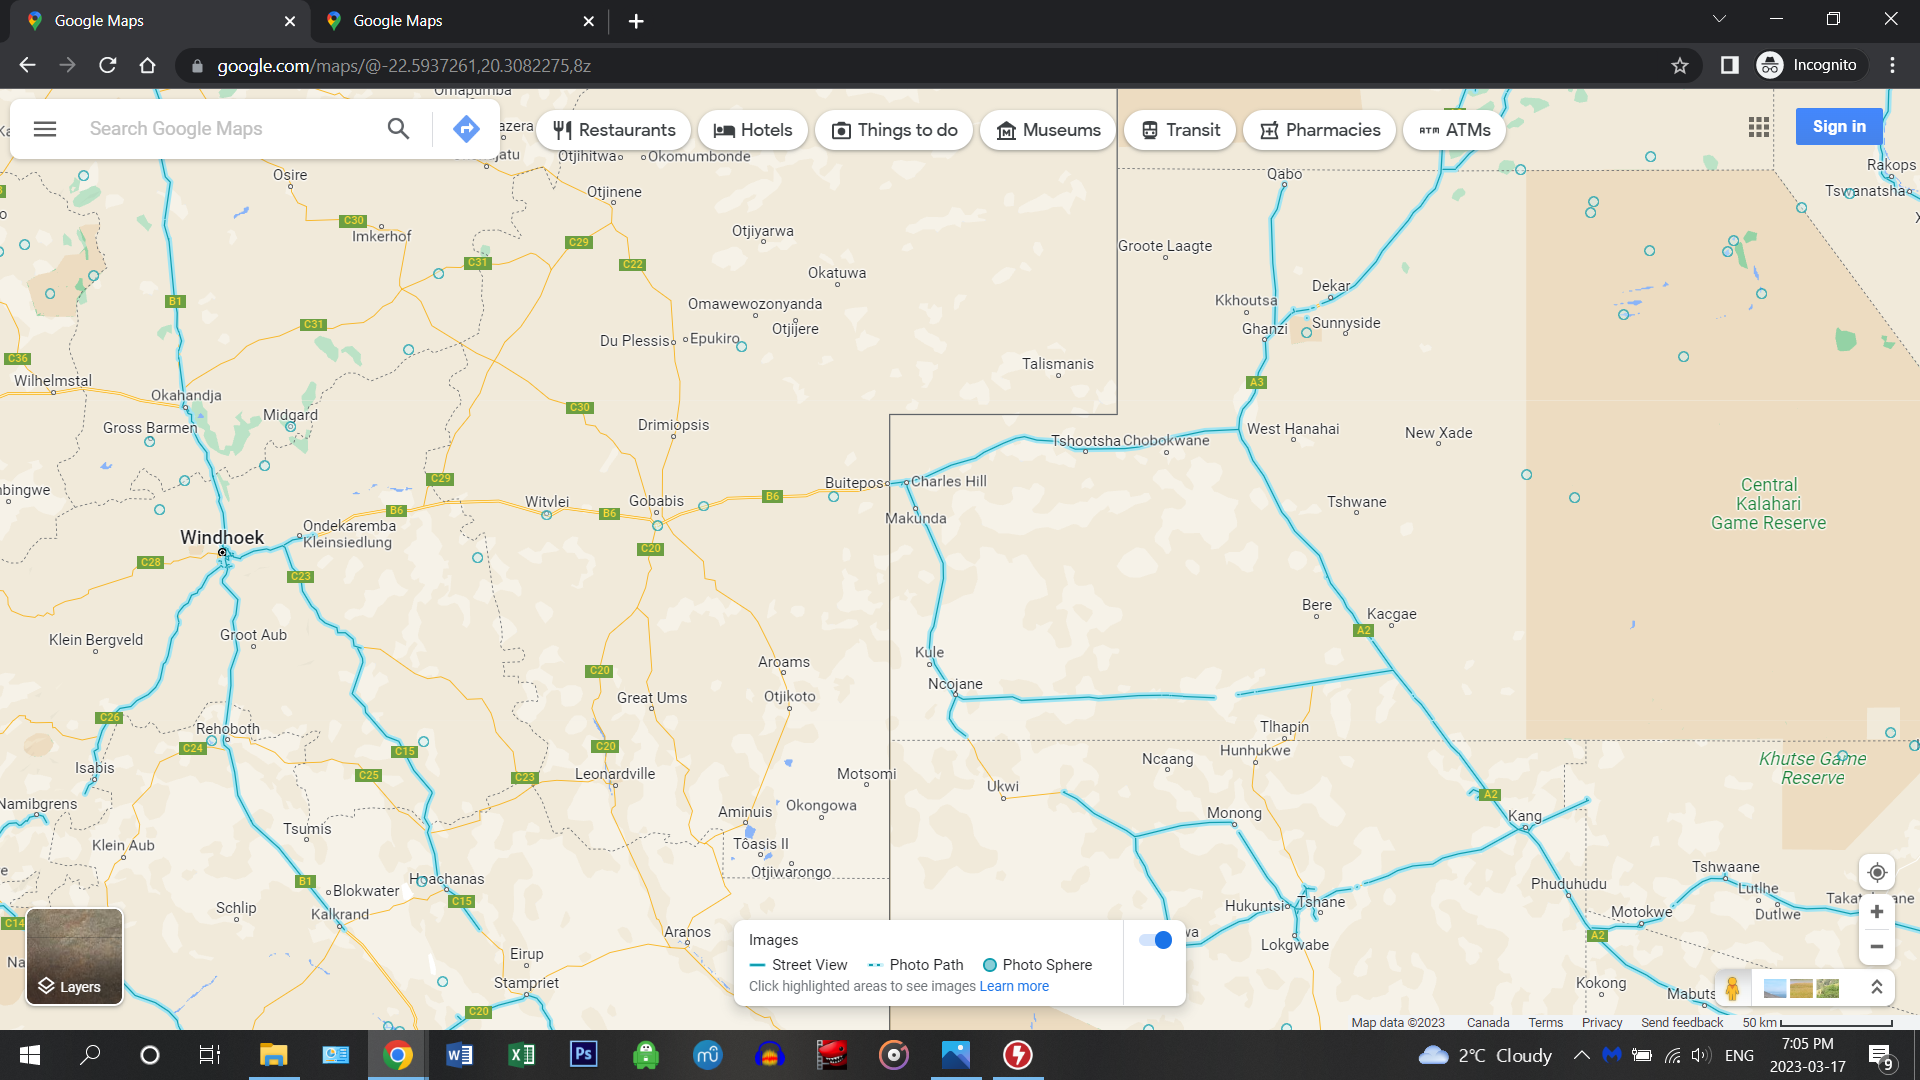 Google Maps
Google Maps
google.com/maps/@-22.5937261,20.3082275,8z
Incognito
Search Google Maps
Restaurants
Hotels
Things to do
Museums
Transit
Pharmacies
ATM
ATMs
Sign in
Omapumba
Otjihitwa
Okomumbonde
Osire
Otjinene
C30
Imkerhof
Otjiyarwa
C29
C31
C22
Okatuwa
B1
Omawewozonyanda
Otjijere
C31
Du Plessis
Epukiro
C36
Wilhelmstal
Talismanis
Okahandja
Midgard
C30
Gross Barmen
Drimiopsis
C29
Witvlei
Gobabis
B6
B6
B6
Buitepos
Charles Hill
Makunda
Windhoek
Ondekaremba
Kleinsiedlung
C28
C23
C20
Klein Bergveld
Groot Aub
Aroams
C20
Great Ums
Otjikoto
C26
Rehoboth
C24
C15
C20
Isabis
C25
C23
Leonardville
Motsomi
Namibgrens
Aminuis
Okongowa
Tsumis
Toasis II
Klein Aub
Otjiwarongo
B1
Blokwater
Hoachanas
C15
Schlip
Kalkrand
C14
Aranos
Eirup
Stampriet
C20
Qabo
Rakops
Tswanatsha
Groote Laagte
Dekar
Kkhoutsa
Ghanzi
Sunnyside
A3
Tshootsha
Chobokwane
West Hanahai
New Xade
Tshwane
Central
Kalahari
Game Reserve
Bere
Kacgae
A2
Kule
Ncojane
Tlhapin
Hunhukwe
Ncaang
Khutse Game
Reserve
Ukwi
A2
Monong
Kang
Tshwaane
Phuduhudu
Lutlhe
Dutlwe
Hukuntsi
Tshane
Motokwe
Lokgwabe
A2
Kokong
Mabuts
Layers
Images
Street View
Photo Path
Photo Sphere
Click highlighted areas to see images Learn more
Map data ©2023
Canada
Terms
Privacy
Send feedback
50 km
2°C Cloudy
ENG
7:05 PM
2023-03-17
9